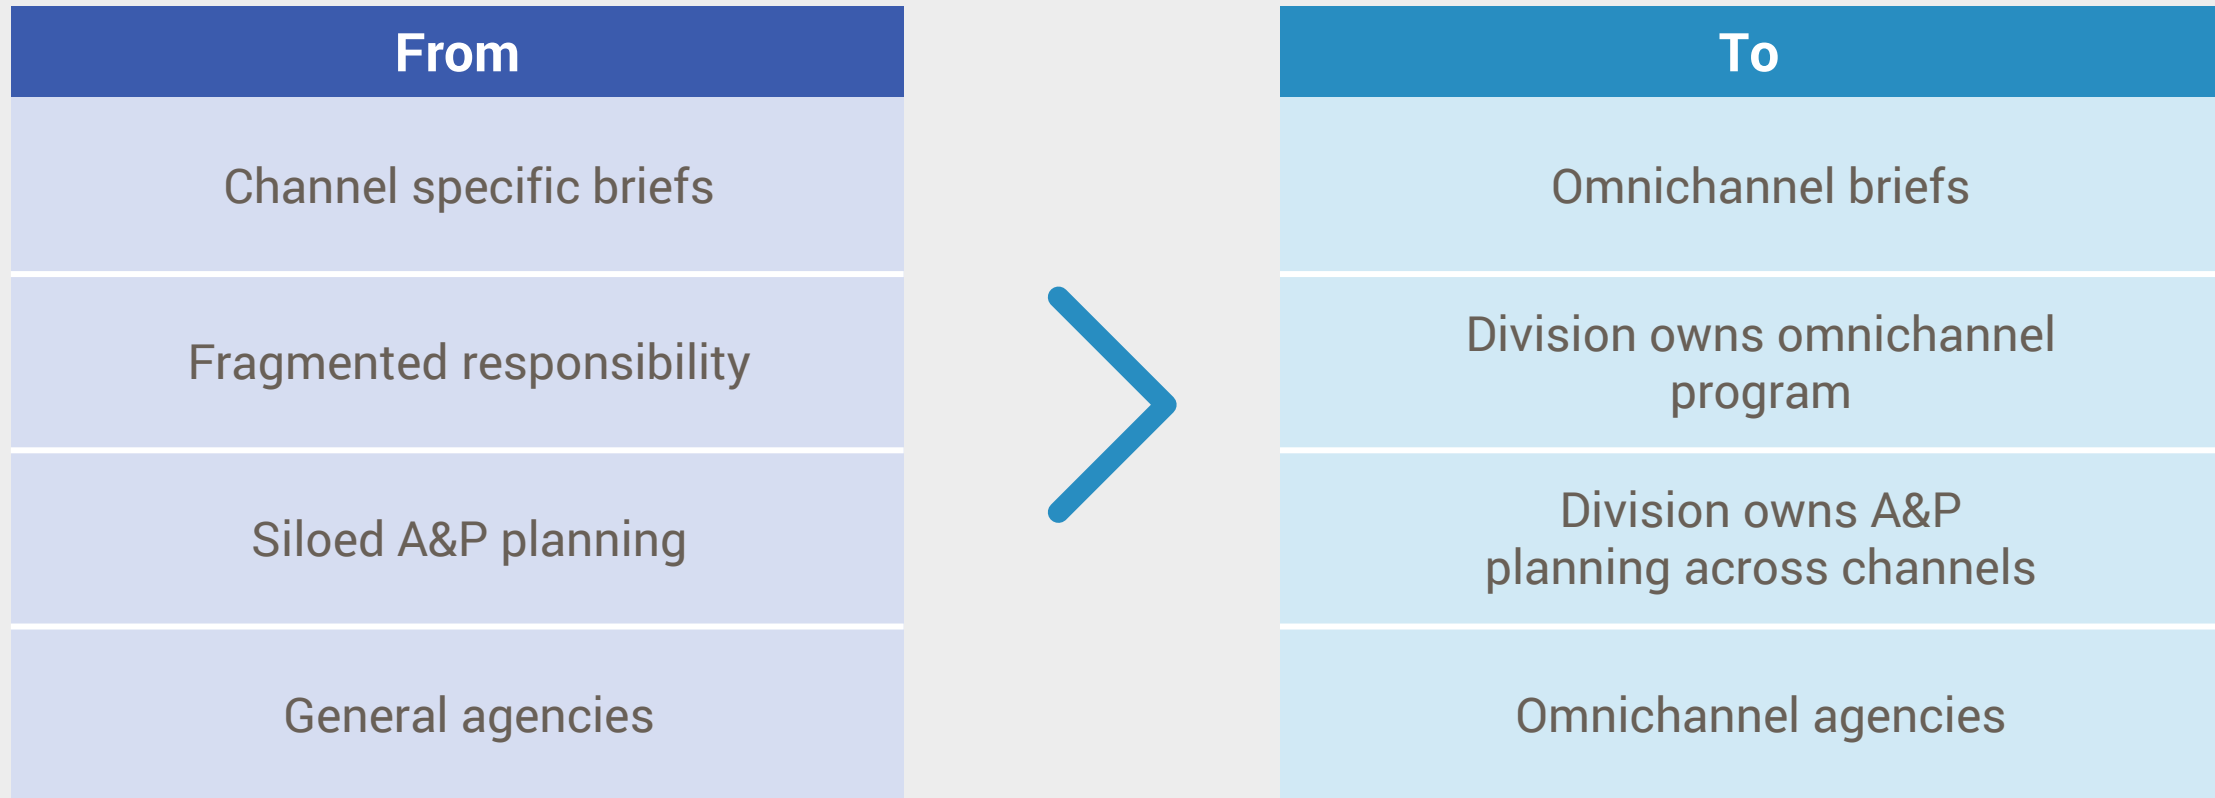 From
Channel specific briefs
Fragmented responsibility
Siloed A&P planning
General agencies
To
Omnichannel briefs
Division owns omnichannel
program
Division owns A&P
planning across channels
Omnichannel agencies